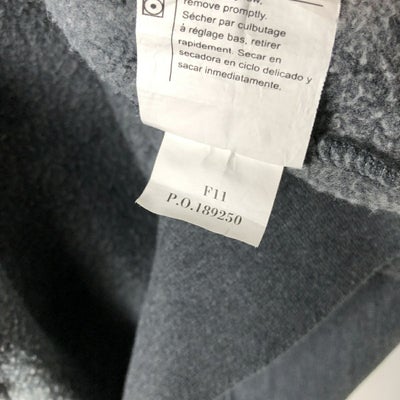 remove promptly.
Sécher par culbutage
à réglage bas, retirer
rapidement. Secar en
secadora en ciclo delicado y
sacar inmediatamente.
F11
P.O.189250